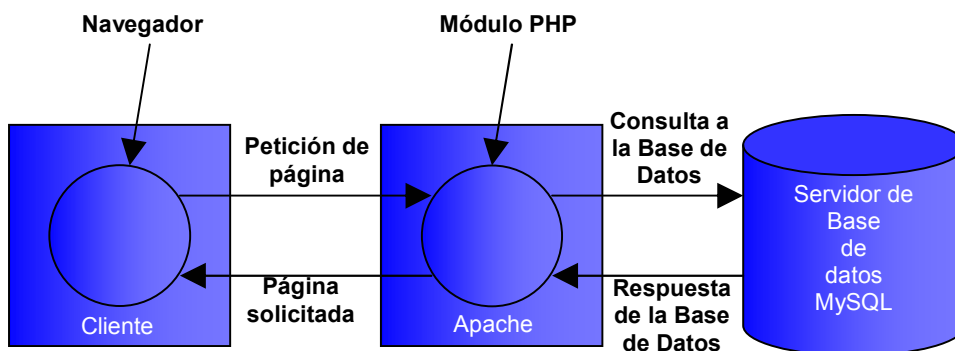 Navegador
Módulo PHP
Petición de
página
Consulta a
la Base de
Datos
Servidor de
Base
de
datos
MySQL
Página
solicitada
Respuesta
de la Base
de Datos
Cliente
Apache